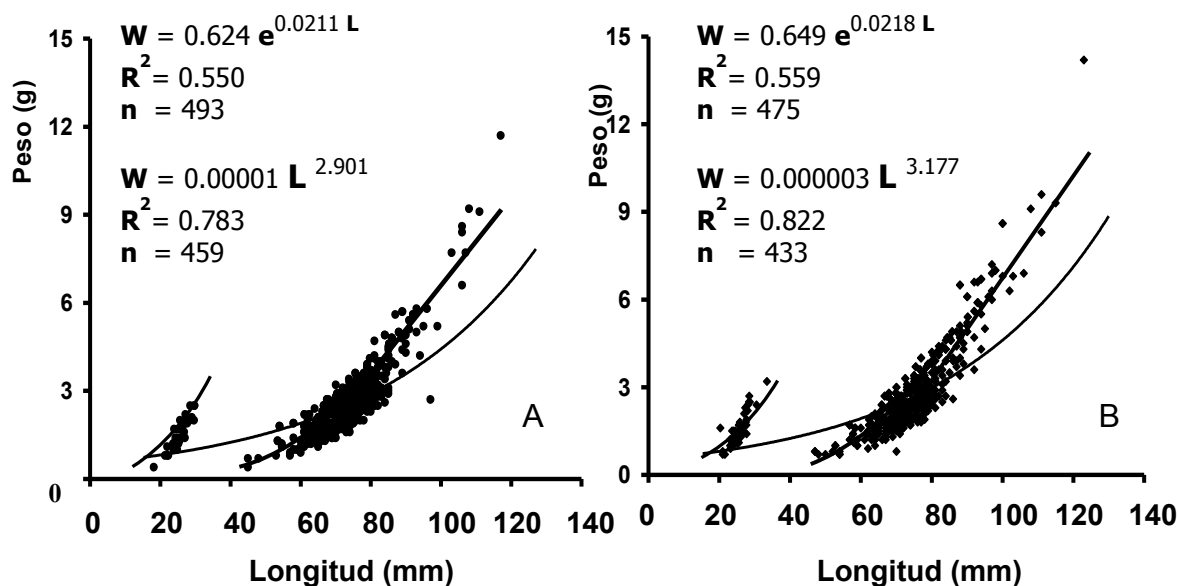 W = 0.624 e^0.0211 L
R² = 0.550
n = 493
W = 0.00001 L^2.901
R² = 0.783
n = 459
Peso (g)
15
12
9
6
3
0
A
0 20 40 60 80 100 120 140
Longitud (mm)
W = 0.649 e^0.0218 L
R² = 0.559
n = 475
W = 0.000003 L^3.177
R² = 0.822
n = 433
Peso (g)
15
12
9
6
3
0
B
0 20 40 60 80 100 120 140
Longitud (mm)